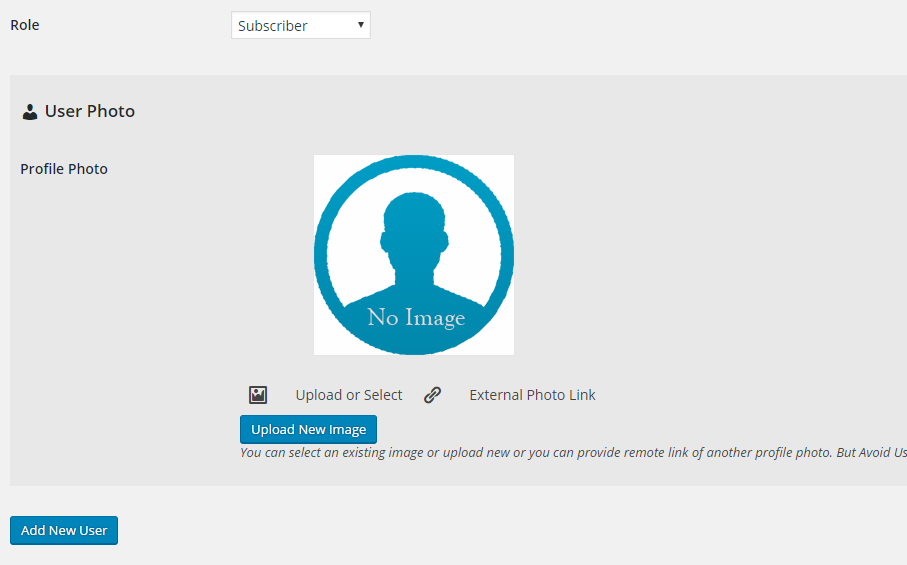 Role
Subscriber
User Photo
Profile Photo
No Image
Upload or Select
External Photo Link
Upload New Image
You can select an existing image or upload new or you can provide remote link of another profile photo. But Avoid Us
Add New User